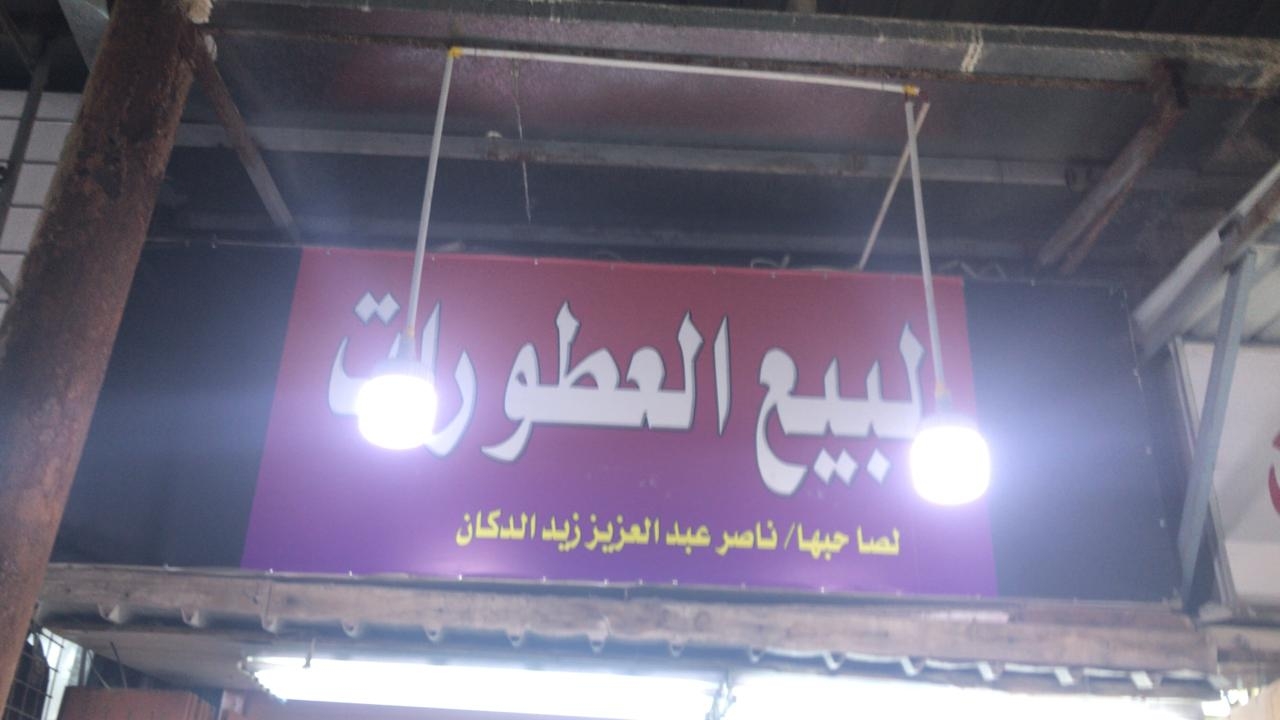 لبيع العطورات
لصاحبها/ ناصر عبد العزيز زيد الدكان